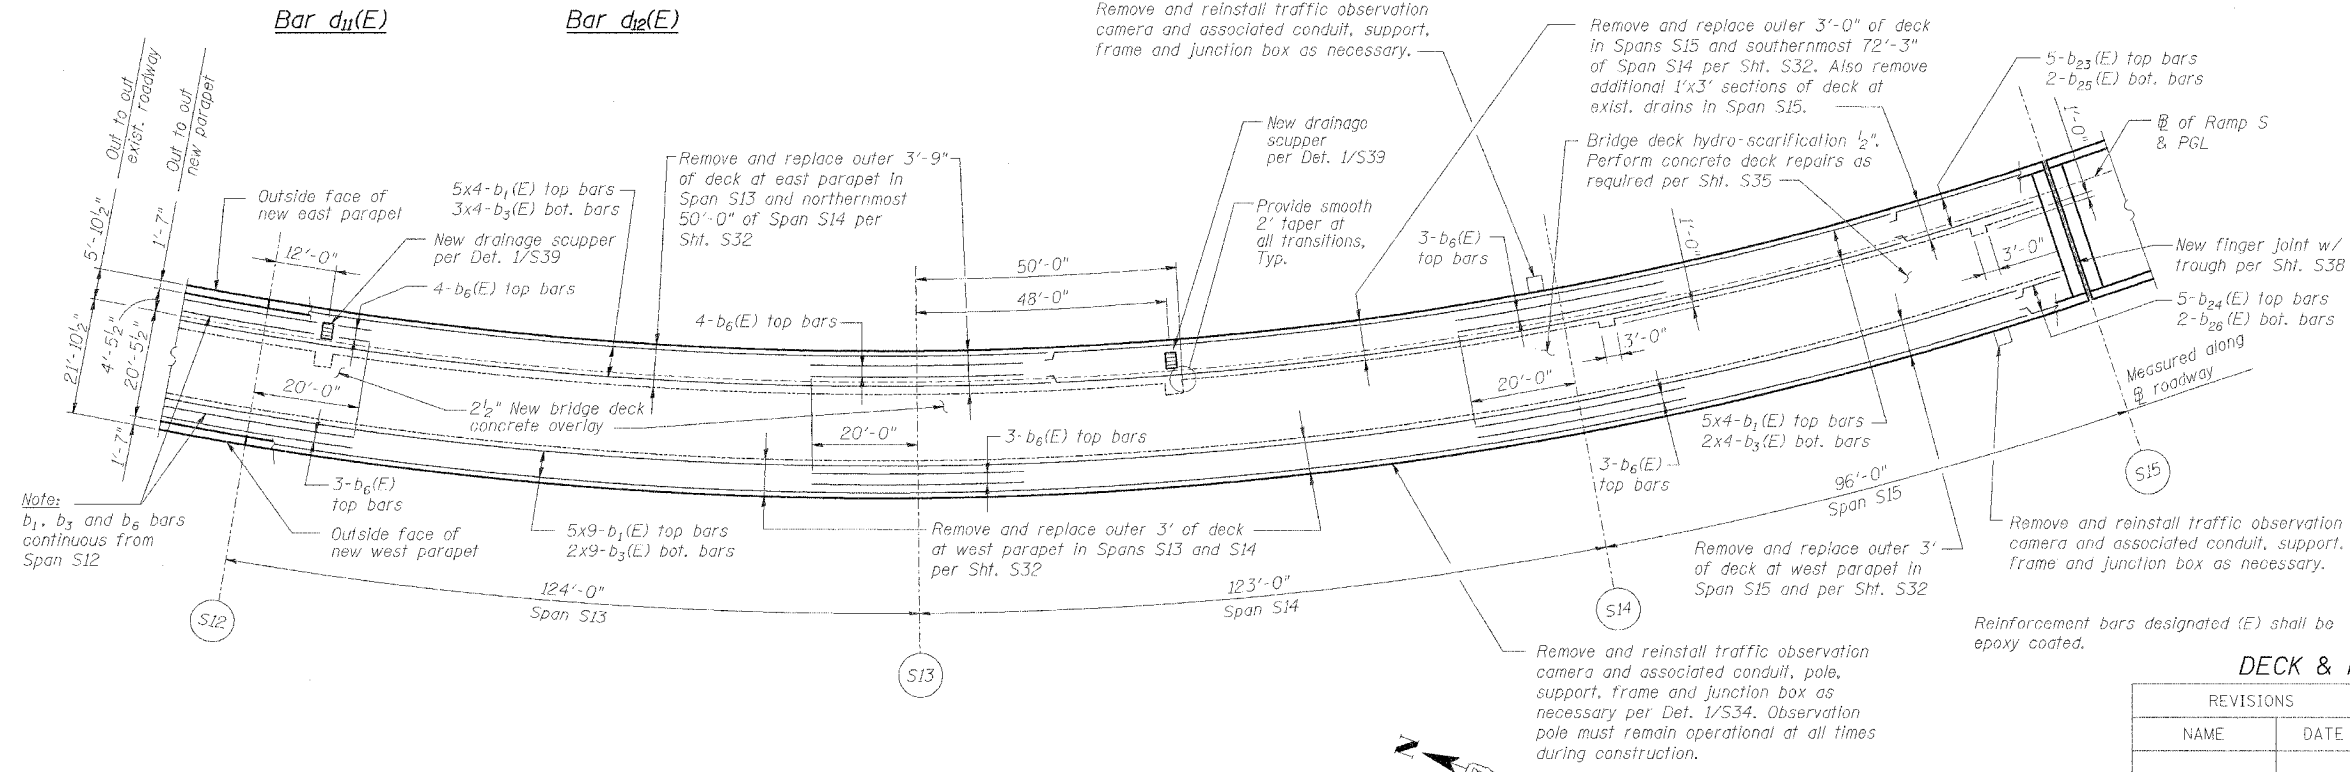 Bar d11(E)
Bar d12(E)
Remove and reinstall traffic observation
camera and associated conduit, support,
frame and junction box as necessary.
Remove and replace outer 3'-0" of deck
in Spans S15 and southernmost 72'-3"
of Span S14 per Sht. S32. Also remove
additional 1'x3' sections of deck at
exist. drains in Span S15.
5-b23(E) top bars
2-b25(E) bot. bars
1'-0"
℞ of Ramp S
& PGL
Out to out
exist. roadway
Out to out
new parapet
5'-10½"
1'-7"
Outside face of
new east parapet
5x4-b1(E) top bars
3x4-b3(E) bot. bars
Remove and replace outer 3'-9"
of deck at east parapet in
Span S13 and northernmost
50'-0" of Span S14 per
Sht. S32
New drainage
scupper
per Det. 1/S39
Bridge deck hydro-scarification ½".
Perform concrete deck repairs as
required per Sht. S35
New drainage scupper
per Det. 1/S39
12'-0"
4-b6(E) top bars
Provide smooth
2' taper at
all transitions,
Typ.
3-b6(E)
top bars
1'-0"
3'-0"
New finger joint w/
trough per Sht. S38
5-b24(E) top bars
2-b26(E) bot. bars
50'-0"
48'-0"
4-b6(E) top bars
21'-10½"
4'-5½"
20'-5½"
1'-7"
20'-0"
2½" New bridge deck
concrete overlay
20'-0"
3-b6(E) top bars
20'-0"
3'-0"
Measured along
℞ roadway
5x4-b1(E) top bars
2x4-b3(E) bot. bars
3-b6(E)
top bars
96'-0"
Span S15
S15
Note:
b1, b3 and b6 bars
continuous from
Span S12
3-b6(E)
top bars
Outside face of
new west parapet
5x9-b1(E) top bars
2x9-b3(E) bot. bars
Remove and replace outer 3' of deck
at west parapet in Spans S13 and S14
per Sht. S32
Remove and replace outer 3'
of deck at west parapet in
Span S15 and per Sht. S32
Remove and reinstall traffic observation
camera and associated conduit, support,
frame and junction box as necessary.
124'-0"
Span S13
123'-0"
Span S14
S12
S13
S14
Reinforcement bars designated (E) shall be
epoxy coated.
Remove and reinstall traffic observation
camera and associated conduit, pole,
support, frame and junction box as
necessary per Det. 1/S34. Observation
pole must remain operational at all times
during construction.
N
DECK &
REVISIONS
NAME DATE